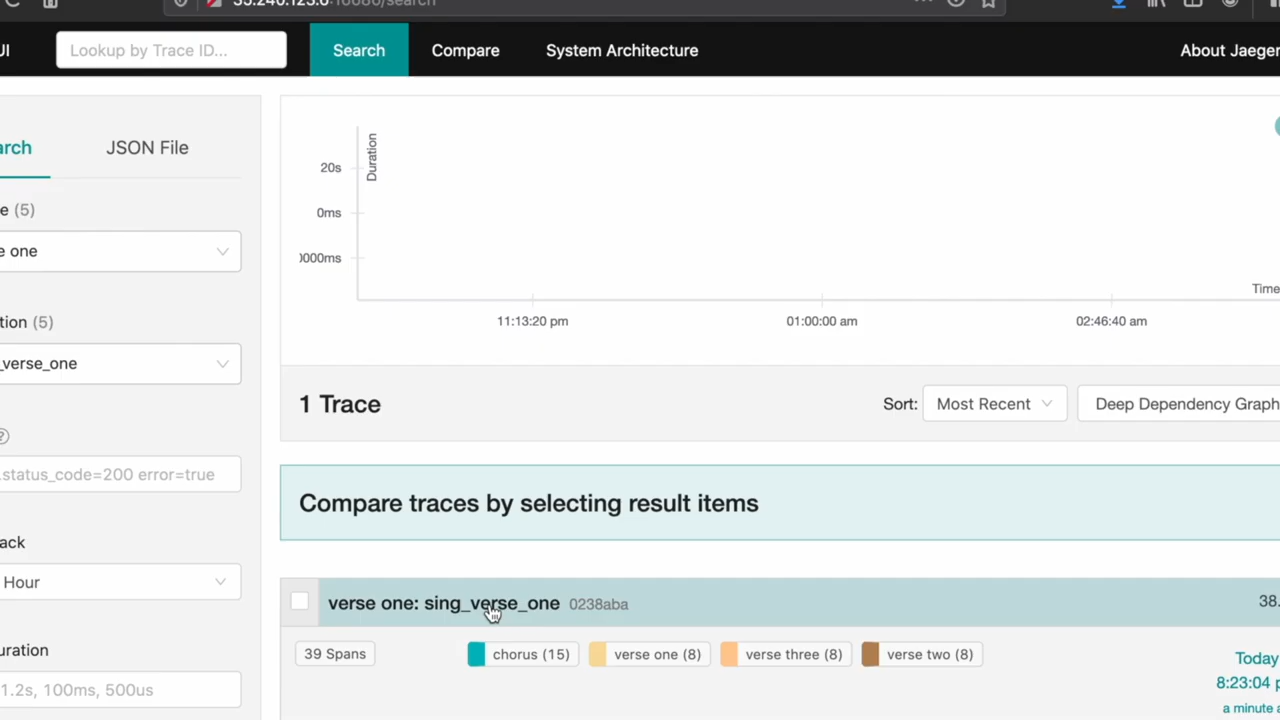 UI
Lookup by Trace ID...
Search
Compare
System Architecture
About Jaeger
arch
JSON File
e (5)
e one
tion (5)
_verse_one
?
.status_code=200 error=true
ack
Hour
uration
1.2s, 100ms, 500us
Duration
20s
0ms
0000ms
Time
11:13:20 pm
01:00:00 am
02:46:40 am
1 Trace
Sort:
Most Recent
Deep Dependency Graph
Compare traces by selecting result items
verse one: sing_verse_one 0238aba
38.
39 Spans
chorus (15)
verse one (8)
verse three (8)
verse two (8)
Today
8:23:04 p
a minute a